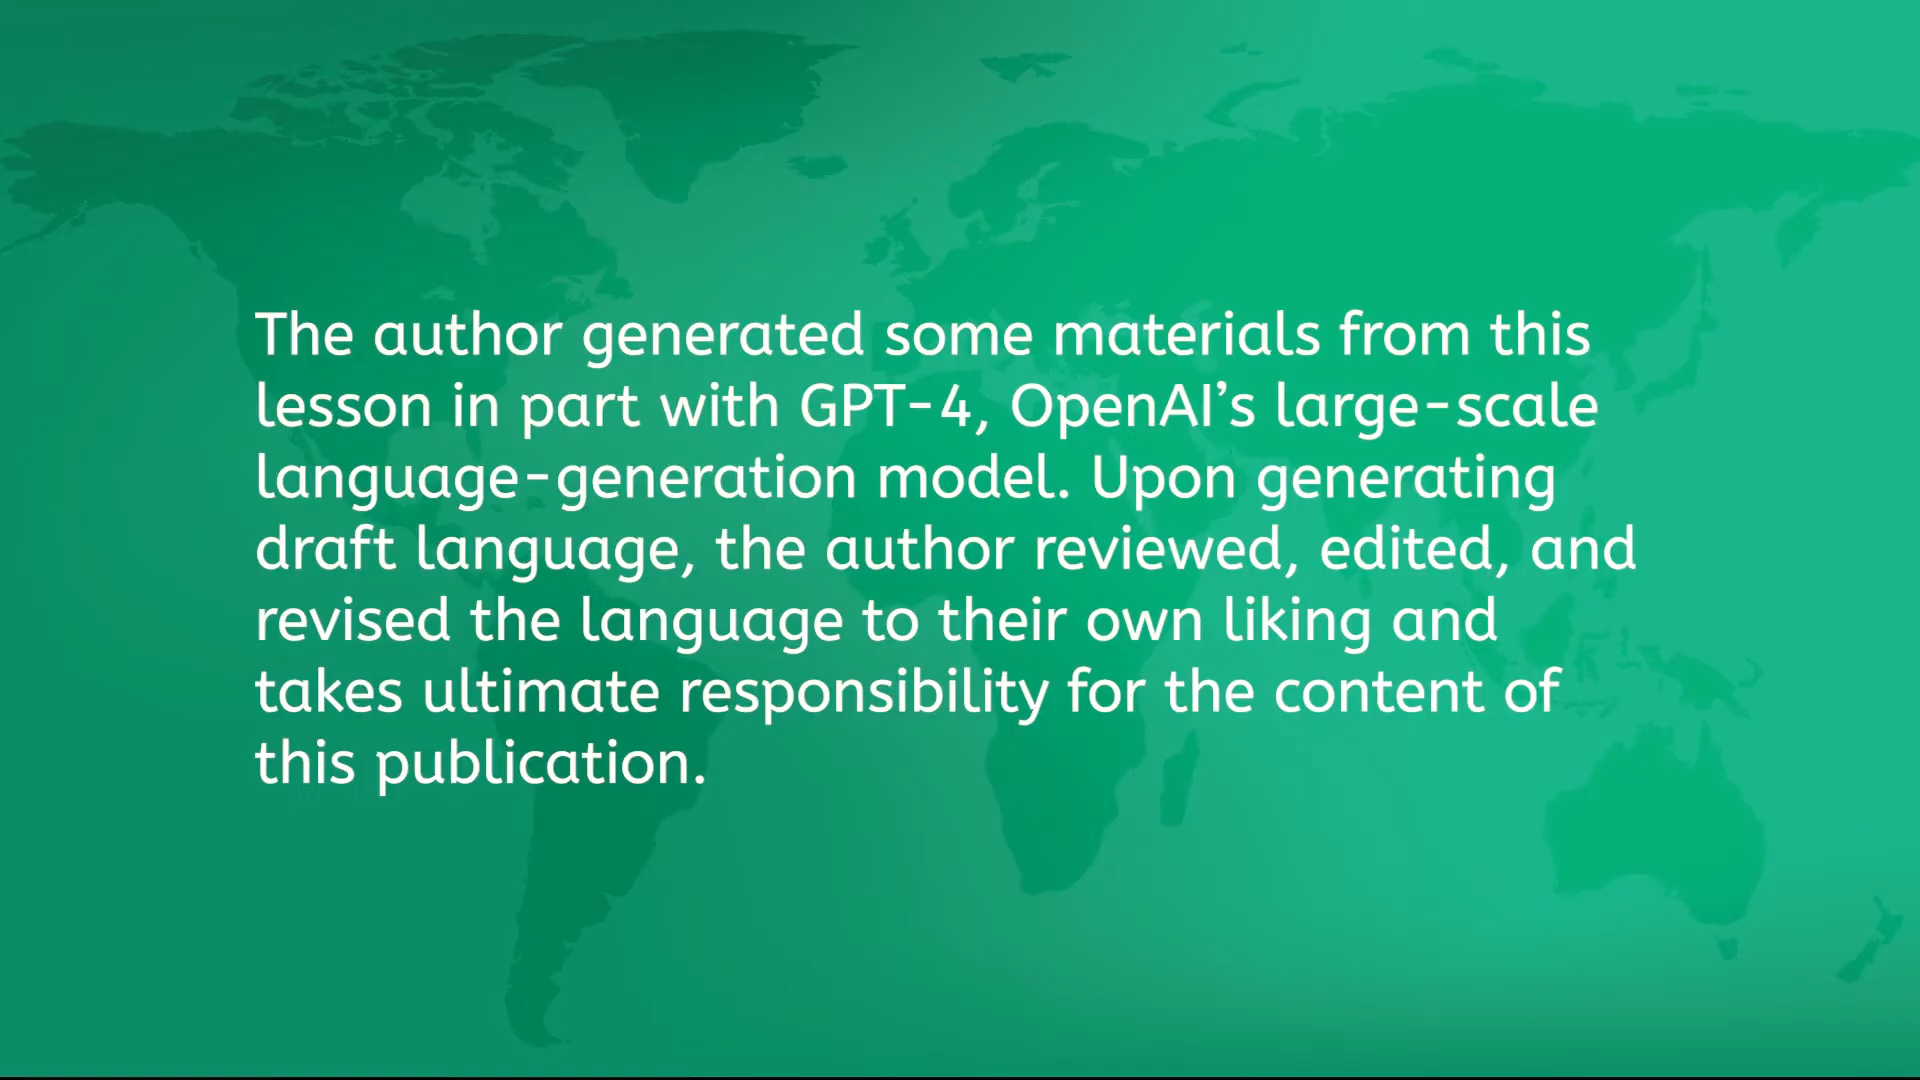 The author generated some materials from this
lesson in part with GPT-4, OpenAI’s large-scale
language-generation model. Upon generating
draft language, the author reviewed, edited, and
revised the language to their own liking and
takes ultimate responsibility for the content of
this publication.